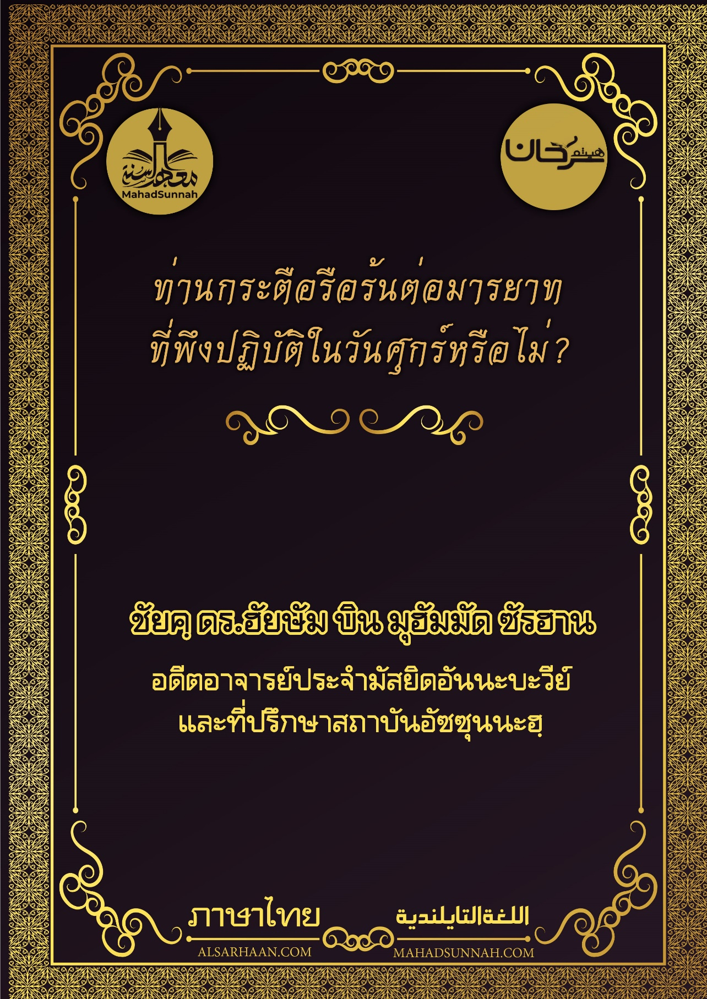 معهد السنة
MahadSunnah
هيثم سرحان
ท่านกระตือรือร้นต่อมารยาท
ที่พึงปฏิบัติในวันศุกร์หรือไม่?
ชัยคฺ ดร.ฮัยษัม บิน มุฮัมมัด ซัรฮาน
อดีตอาจารย์ประจำมัสยิดอันนะบะวีย์
และที่ปรึกษาสถาบันอัซซุนนะฮฺ
ภาษาไทย
اللغة التايلندية
ALSARHAAN.COM
MAHADSUNNAH.COM